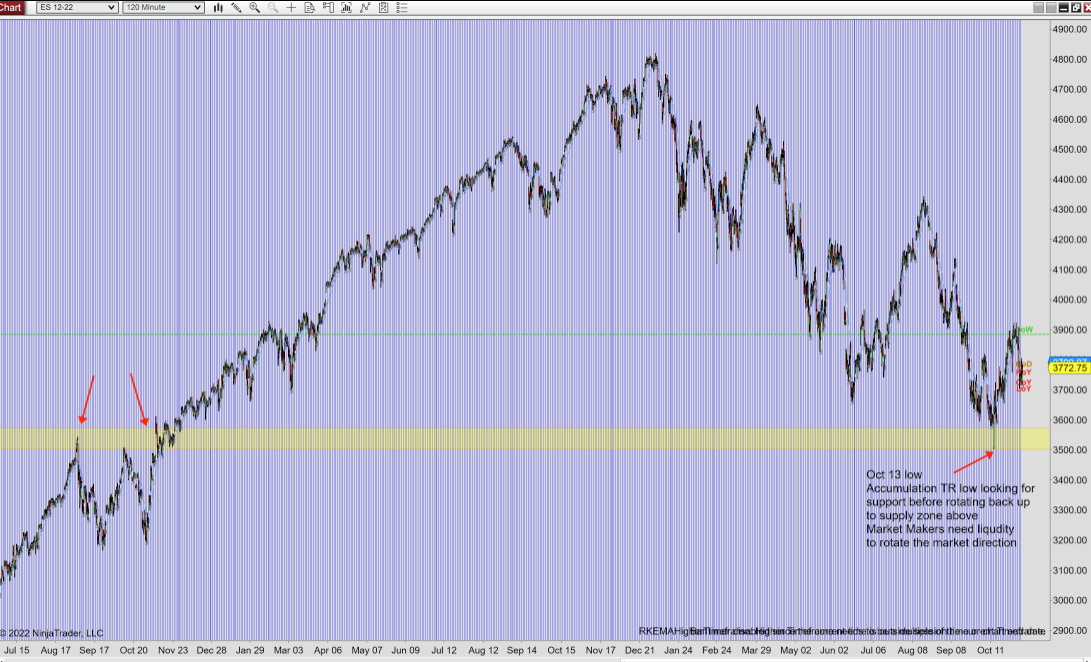 Chart
ES 12-22
120 Minute
4900.00
4800.00
4700.00
4600.00
4500.00
4400.00
4300.00
4200.00
4100.00
4000.00
3900.00
3772.75
3700.00
3600.00
3500.00
3400.00
3300.00
3200.00
3100.00
3000.00
2900.00
Oct 13 low
Accumulation TR low looking for
support before rotating back up
to supply zone above
Market Makers need liqudity
to rotate the market direction
© 2022 NinjaTrader, LLC
Jul 15 Aug 17 Sep 17 Oct 20 Nov 23 Dec 28 Jan 29 Mar 03 Apr 06 May 07 Jun 09 Jul 12 Aug 12 Sep 14 Oct 15 Nov 17 Dec 21 Jan 24 Feb 24 Mar 29 May 02 Jun 02 Jul 06 Aug 08 Sep 08 Oct 11